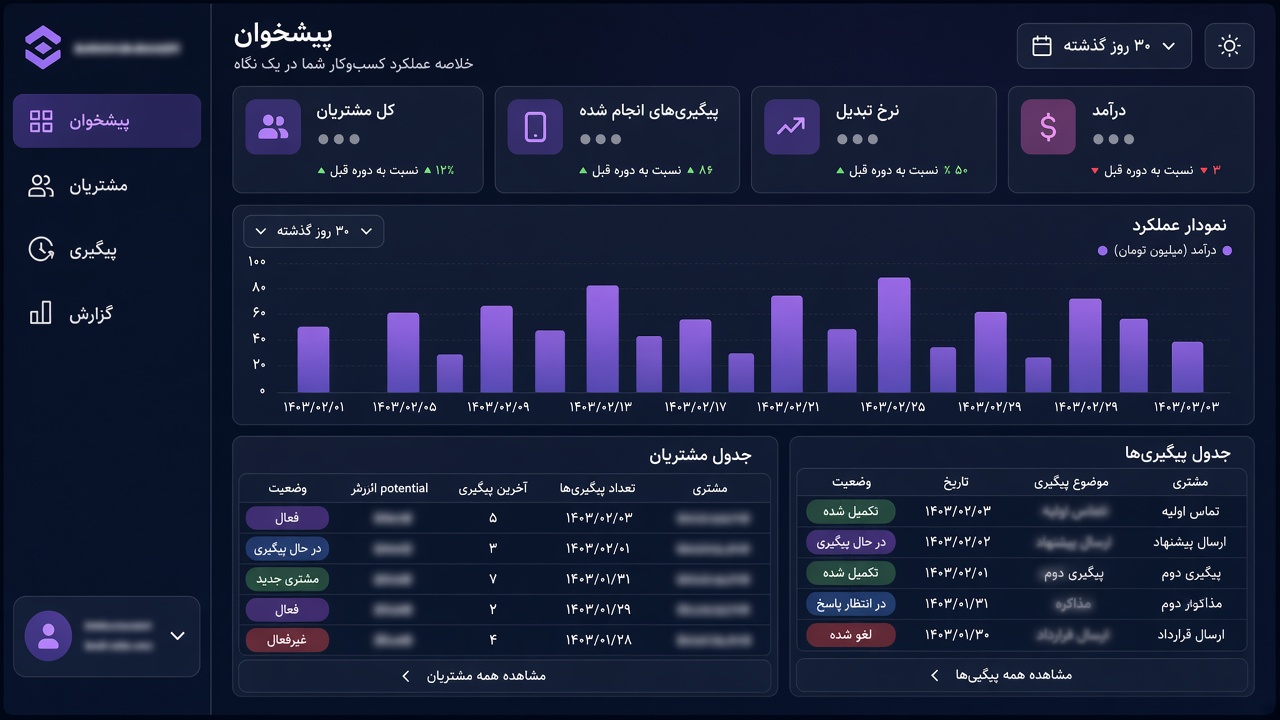 پیشخوان
خلاصه عملکرد کسب‌وکار شما در یک نگاه
۳۰ روز گذشته
پیشخوان
مشتریان
پیگیری
گزارش
کل مشتریان
۱۲% نسبت به دوره قبل
پیگیری‌های انجام شده
۸۶ نسبت به دوره قبل
نرخ تبدیل
۵۰ ٪ نسبت به دوره قبل
درآمد
۳ نسبت به دوره قبل
نمودار عملکرد
درآمد (میلیون تومان)
۳۰ روز گذشته
۱۰۰
۸۰
۶۰
۴۰
۲۰
۰
۱۴۰۳/۰۲/۰۱ ۱۴۰۳/۰۲/۰۵ ۱۴۰۳/۰۲/۰۹ ۱۴۰۳/۰۲/۱۳ ۱۴۰۳/۰۲/۱۷ ۱۴۰۳/۰۲/۲۱ ۱۴۰۳/۰۲/۲۵ ۱۴۰۳/۰۲/۲۹ ۱۴۰۳/۰۲/۲۹ ۱۴۰۳/۰۳/۰۳
جدول پیگیری‌ها
مشتری موضوع پیگیری تاریخ وضعیت
تماس اولیه ۱۴۰۳/۰۲/۰۳ تکمیل شده
ارسال پیشنهاد ۱۴۰۳/۰۲/۰۲ در حال پیگیری
پیگیری دوم پیگیری دوم ۱۴۰۳/۰۲/۰۱ تکمیل شده
مذاکوار دوم مذاکره ۱۴۰۳/۰۱/۳۱ در انتظار پاسخ
ارسال قرارداد ۱۴۰۳/۰۱/۳۰ لغو شده
مشاهده همه پیگیی‌ها
جدول مشتریان
مشتری تعداد پیگیری‌ها آخرین پیگیری potential وضعیت
۱۴۰۳/۰۲/۰۳ ۵ فعال
۱۴۰۳/۰۲/۰۱ ۳ در حال پیگیری
۱۴۰۳/۰۱/۳۱ ۷ مشتری جدید
۱۴۰۳/۰۱/۲۹ ۲ فعال
۱۴۰۳/۰۱/۲۸ ۴ غیرفعال
مشاهده همه مشتریان